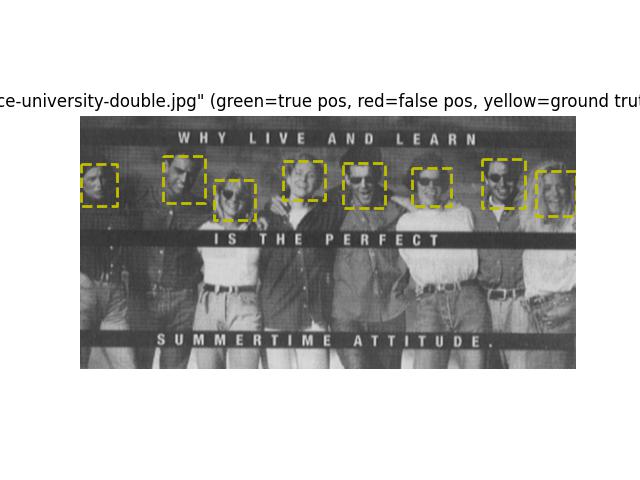 ce-university-double.jpg" (green=true pos, red=false pos, yellow=ground trut
WHY LIVE AND LEARN
IS THE PERFECT
SUMMERTIME ATTITUDE.